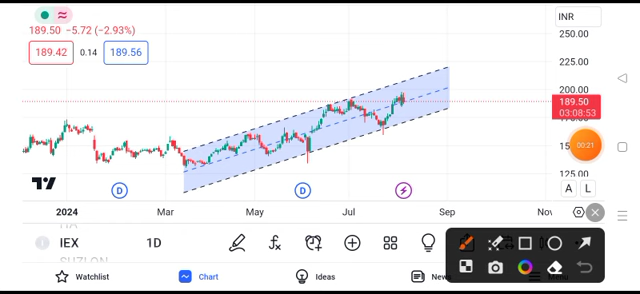 INR
189.50 −5.72 (−2.93%)
189.42 0.14 189.56
250.00
225.00
200.00
189.50
03:08:53
00:21
125.00
D D
A L
2024 Mar May Jul Sep Nov
IEX 1D
SUZLON
Watchlist Chart Ideas News